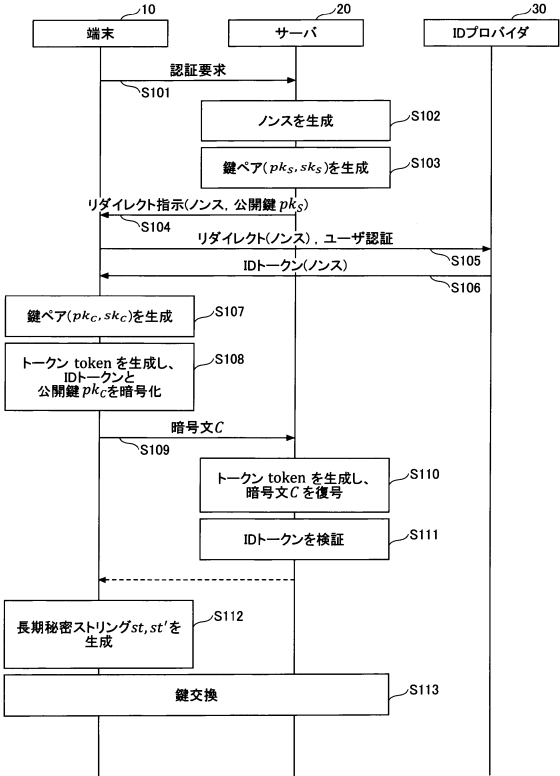 10
20
30
端末
サーバ
IDプロバイダ
認証要求
S101
ノンスを生成
S102
鍵ペア(pkS, skS)を生成
S103
リダイレクト指示(ノンス, 公開鍵pkS)
S104
リダイレクト(ノンス), ユーザ認証
S105
IDトークン(ノンス)
S106
鍵ペア(pkC, skC)を生成
S107
トークン token を生成し、
IDトークンと
公開鍵pkCを暗号化
S108
暗号文C
S109
トークン token を生成し、
暗号文Cを復号
S110
IDトークンを検証
S111
長期秘密ストリングst, st′を
生成
S112
鍵交換
S113